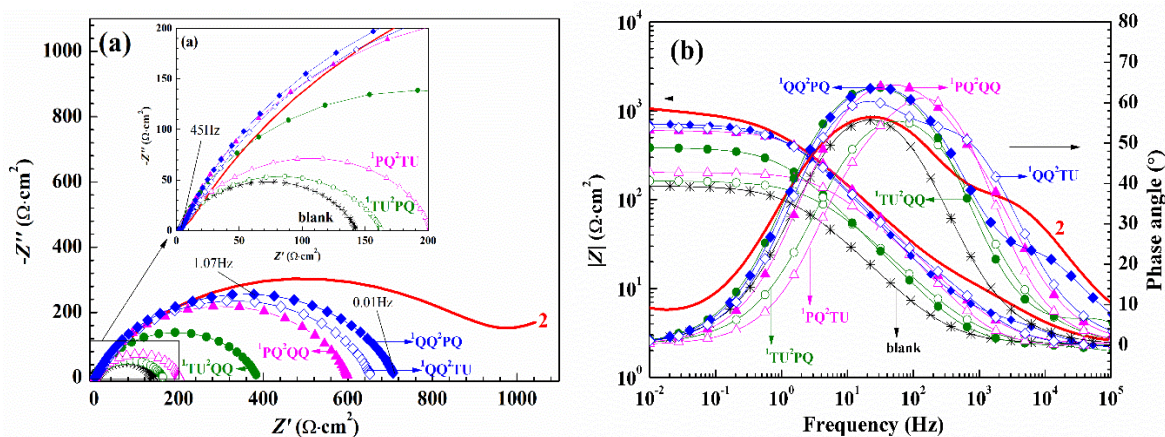 (a)
1000
800
600
400
200
0
-Z'' (Ω·cm²)
0 200 400 600 800 1000
Z' (Ω·cm²)
1.07Hz
0.01Hz
2
¹QQ²PQ
¹QQ²TU
¹PQ²QQ
¹TU²QQ
(a)
200
150
100
50
0
-Z'' (Ω·cm²)
0 50 100 150 200
Z' (Ω·cm²)
45Hz
¹PQ²TU
¹TU²PQ
blank
(b)
10⁴
10³
10²
10¹
10⁰
|Z| (Ω·cm²)
10⁻² 10⁻¹ 10⁰ 10¹ 10² 10³ 10⁴ 10⁵
Frequency (Hz)
80
70
60
50
40
30
20
10
0
Phase angle (°)
¹QQ²PQ
¹PQ²QQ
¹QQ²TU
¹TU²QQ
2
¹PQ²TU
¹TU²PQ
blank